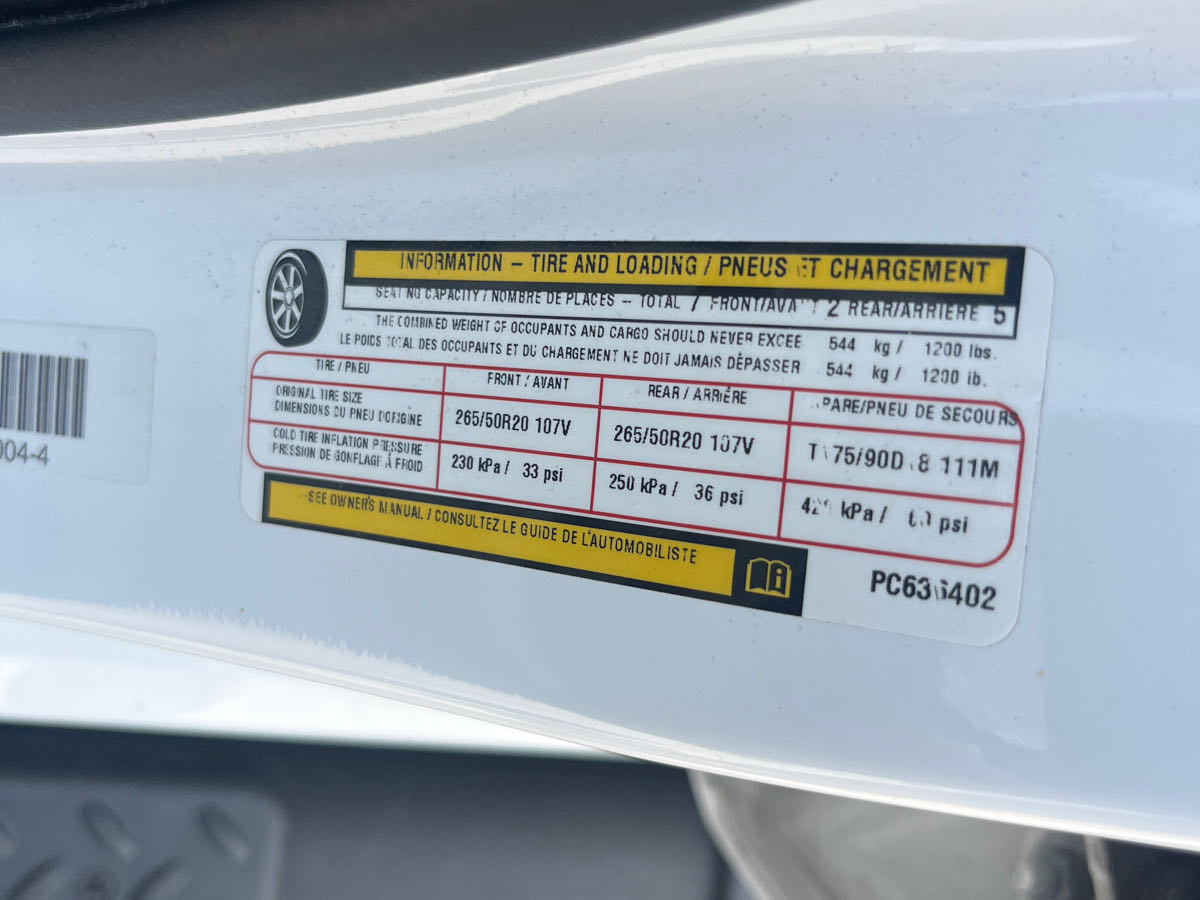 INFORMATION – TIRE AND LOADING / PNEUS ET CHARGEMENT
SEATING CAPACITY / NOMBRE DE PLACES – TOTAL 7 FRONT/AVANT 2 REAR/ARRIÈRE 5
THE COMBINED WEIGHT OF OCCUPANTS AND CARGO SHOULD NEVER EXCEE 544 kg / 1200 lbs.
LE POIDS TOTAL DES OCCUPANTS ET DU CHARGEMENT NE DOIT JAMAIS DÉPASSER 544 kg / 1200 lb.
TIRE / PNEU FRONT / AVANT REAR / ARRIÈRE SPARE/PNEU DE SECOURS
ORIGINAL TIRE SIZE
DIMENSIONS DU PNEU D'ORIGINE
265/50R20 107V 265/50R20 107V 111M
COLD TIRE INFLATION PRESSURE
PRESSION DE GONFLAGE À FROID
230 kPa / 33 psi 250 kPa / 36 psi kPa / psi
SEE OWNER'S MANUAL / CONSULTEZ LE GUIDE DE L'AUTOMOBILISTE
004-4